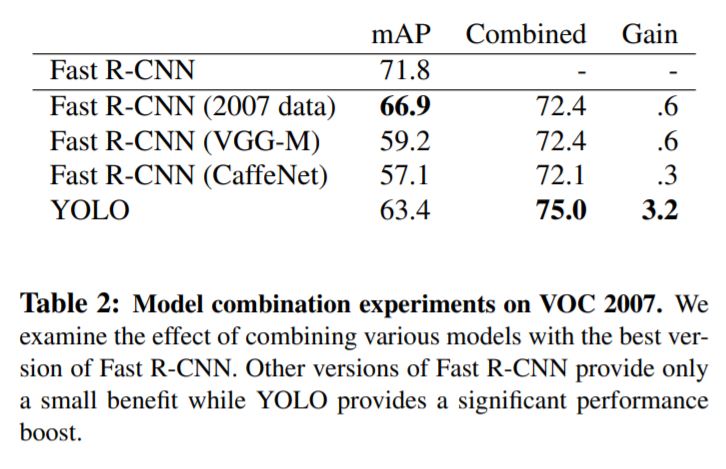 mAP Combined Gain
Fast R-CNN 71.8 - -
Fast R-CNN (2007 data) 66.9 72.4 .6
Fast R-CNN (VGG-M) 59.2 72.4 .6
Fast R-CNN (CaffeNet) 57.1 72.1 .3
YOLO 63.4 75.0 3.2
Table 2: Model combination experiments on VOC 2007. We
examine the effect of combining various models with the best ver-
sion of Fast R-CNN. Other versions of Fast R-CNN provide only
a small benefit while YOLO provides a significant performance
boost.